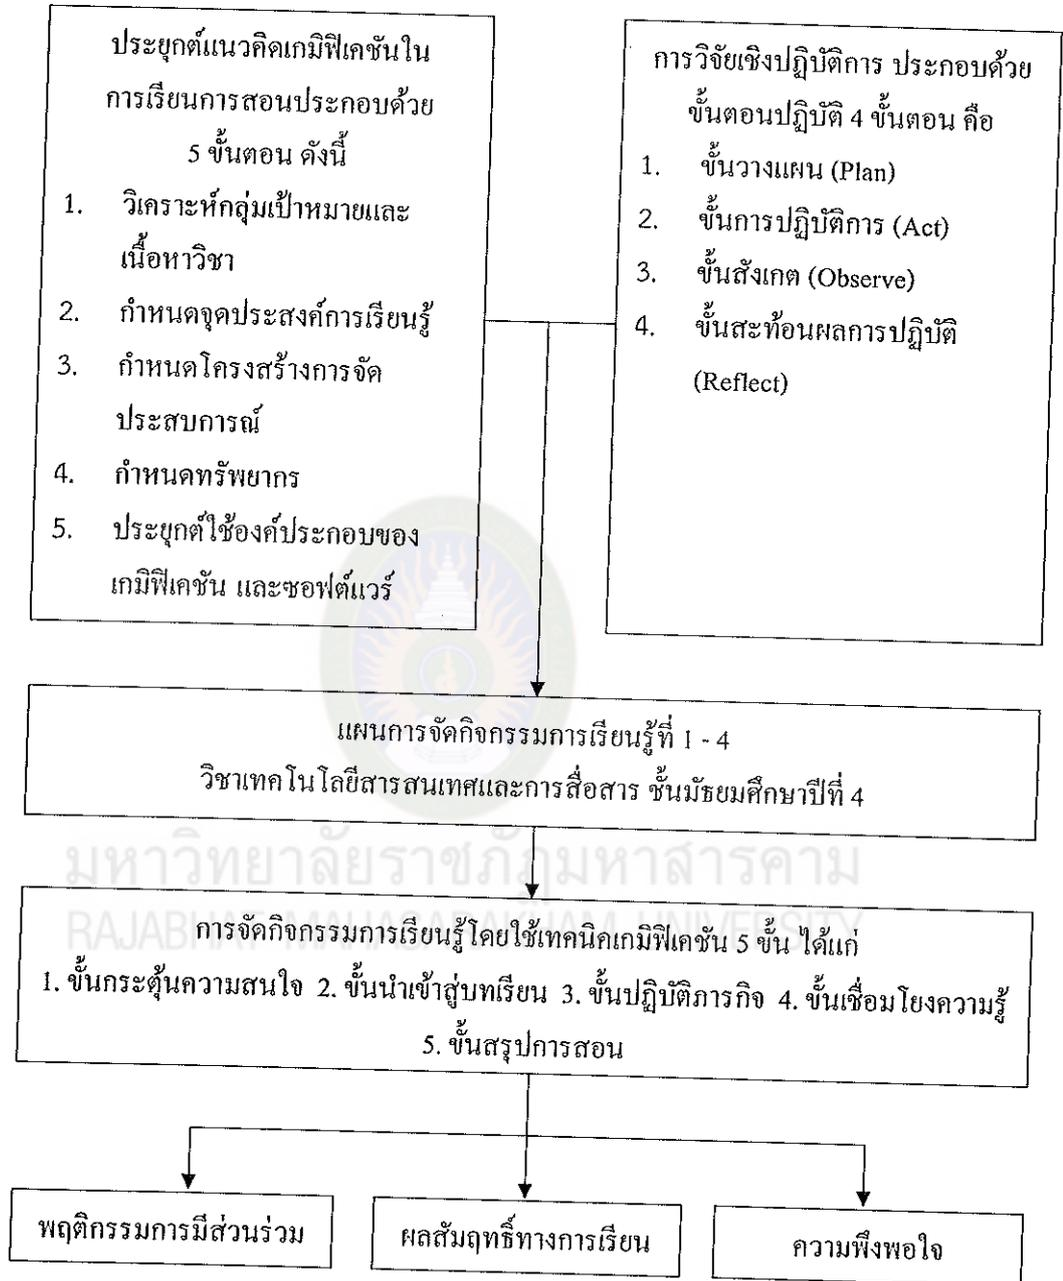 ประยุกต์แนวคิดเกมิฟิเคชันใน
การเรียนการสอนประกอบด้วย
5 ขั้นตอน ดังนี้
1. วิเคราะห์กลุ่มเป้าหมายและ
เนื้อหาวิชา
2. กำหนดจุดประสงค์การเรียนรู้
3. กำหนดโครงสร้างการจัด
ประสบการณ์
4. กำหนดทรัพยากร
5. ประยุกต์ใช้องค์ประกอบของ
เกมิฟิเคชัน และซอฟต์แวร์
การวิจัยเชิงปฏิบัติการ ประกอบด้วย
ขั้นตอนปฏิบัติ 4 ขั้นตอน คือ
1. ขั้นวางแผน (Plan)
2. ขั้นการปฏิบัติการ (Act)
3. ขั้นสังเกต (Observe)
4. ขั้นสะท้อนผลการปฏิบัติ
(Reflect)
แผนการจัดกิจกรรมการเรียนรู้ที่ 1 - 4
วิชาเทคโนโลยีสารสนเทศและการสื่อสาร ชั้นมัธยมศึกษาปีที่ 4
มหาวิทยาลัยราชภัฏมหาสารคาม
RAJABHAT MAHASARAKHAM UNIVERSITY
การจัดกิจกรรมการเรียนรู้โดยใช้เทคนิคเกมิฟิเคชัน 5 ขั้น ได้แก่
1. ขั้นกระตุ้นความสนใจ 2. ขั้นนำเข้าสู่บทเรียน 3. ขั้นปฏิบัติภารกิจ 4. ขั้นเชื่อมโยงความรู้
5. ขั้นสรุปการสอน
พฤติกรรมการมีส่วนร่วม
ผลสัมฤทธิ์ทางการเรียน
ความพึงพอใจ